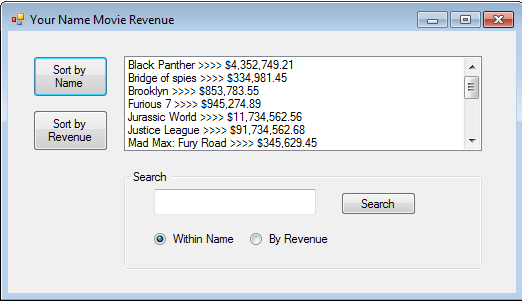 Your Name Movie Revenue
Sort by
Name
Sort by
Revenue
Black Panther >>>> $4,352,749.21
Bridge of spies >>>> $334,981.45
Brooklyn >>>> $853,783.55
Furious 7 >>>> $945,274.89
Jurassic World >>>> $11,734,562.56
Justice League >>>> $91,734,562.68
Mad Max: Fury Road >>>> $345,629.45
Search
Search
Within Name
By Revenue